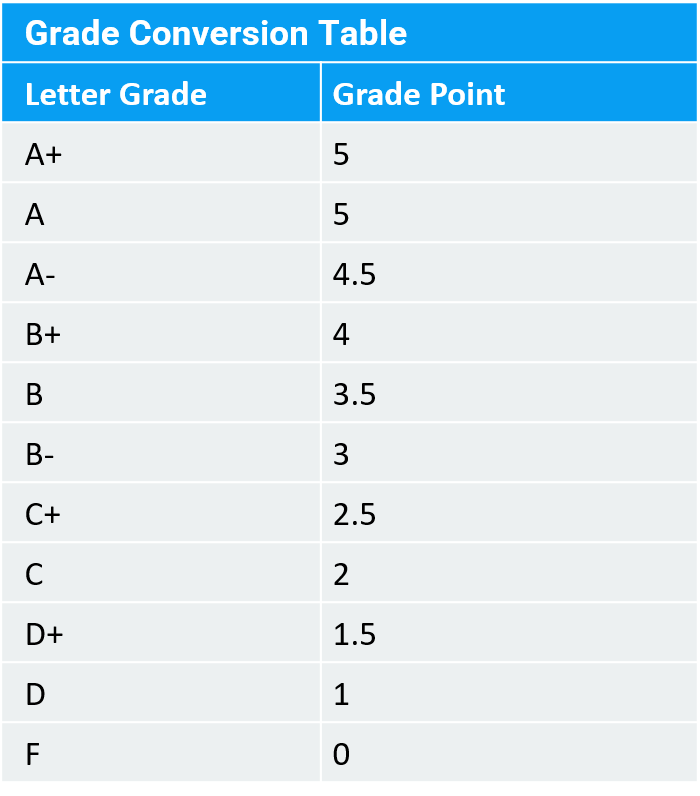 Grade Conversion Table
Letter Grade Grade Point
A+ 5
A 5
A- 4.5
B+ 4
B 3.5
B- 3
C+ 2.5
C 2
D+ 1.5
D 1
F 0